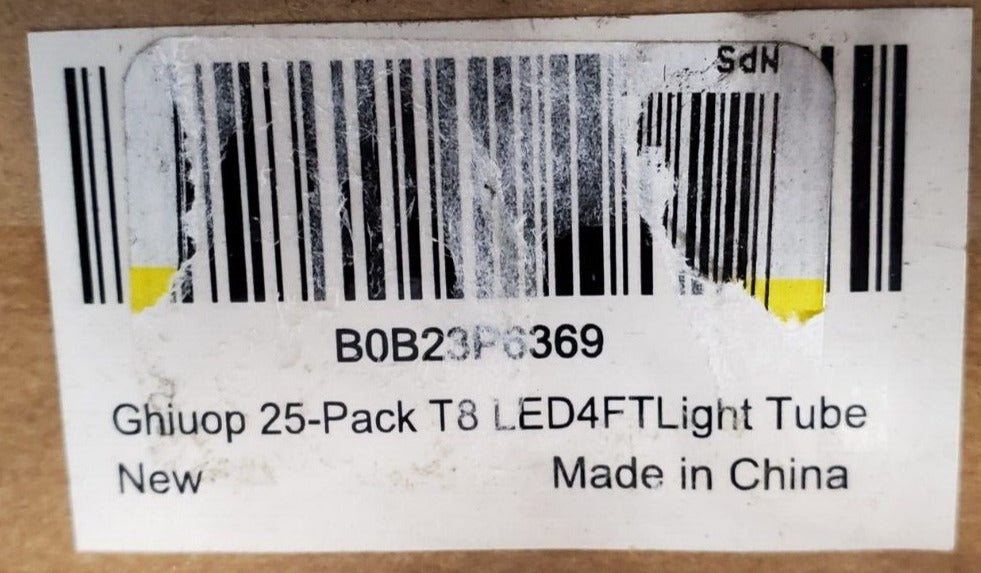 NPS
B0B23P6369
Ghiuop 25-Pack T8 LED4FTLight Tube
New
Made in China